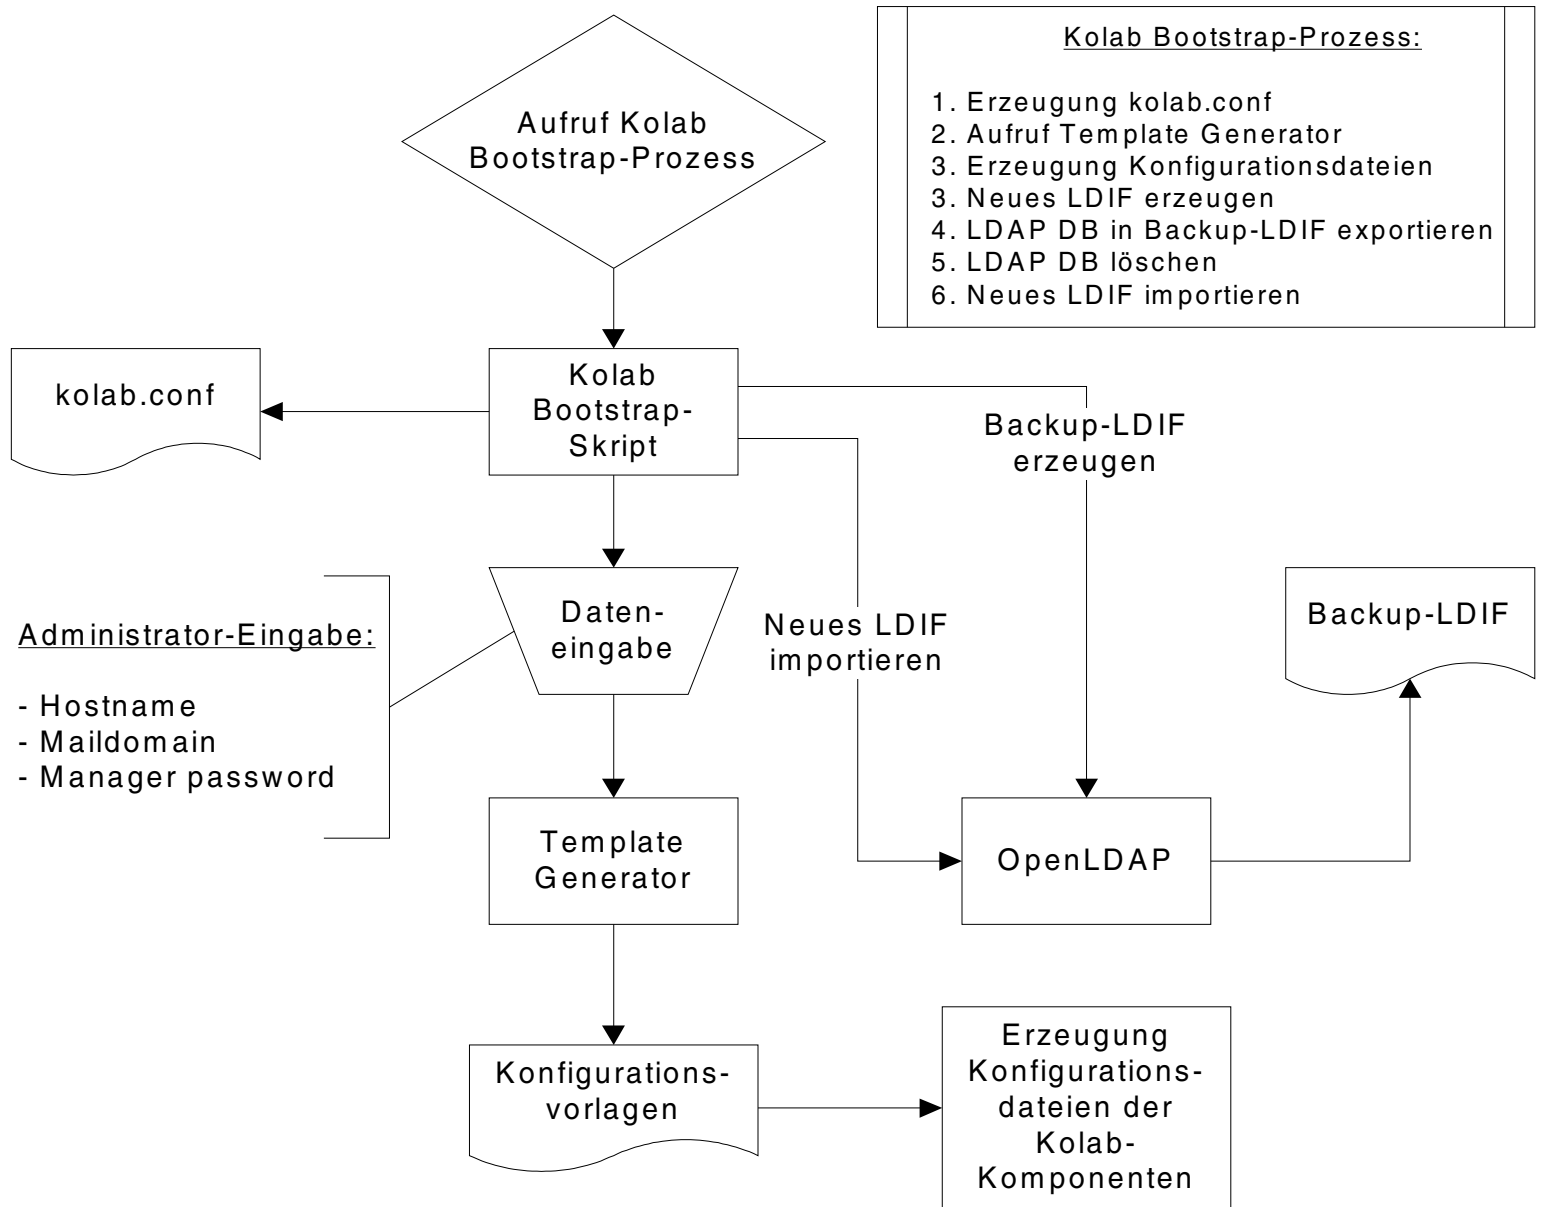 Aufruf Kolab
Bootstrap-Prozess
Kolab Bootstrap-Prozess:
1. Erzeugung kolab.conf
2. Aufruf Template Generator
3. Erzeugung Konfigurationsdateien
3. Neues LDIF erzeugen
4. LDAP DB in Backup-LDIF exportieren
5. LDAP DB löschen
6. Neues LDIF importieren
kolab.conf
Kolab
Bootstrap-
Skript
Backup-LDIF
erzeugen
Administrator-Eingabe:
- Hostname
- Maildomain
- Manager password
Daten-
eingabe
Neues LDIF
importieren
Backup-LDIF
Template
Generator
OpenLDAP
Konfigurations-
vorlagen
Erzeugung
Konfigurations-
dateien der
Kolab-
Komponenten